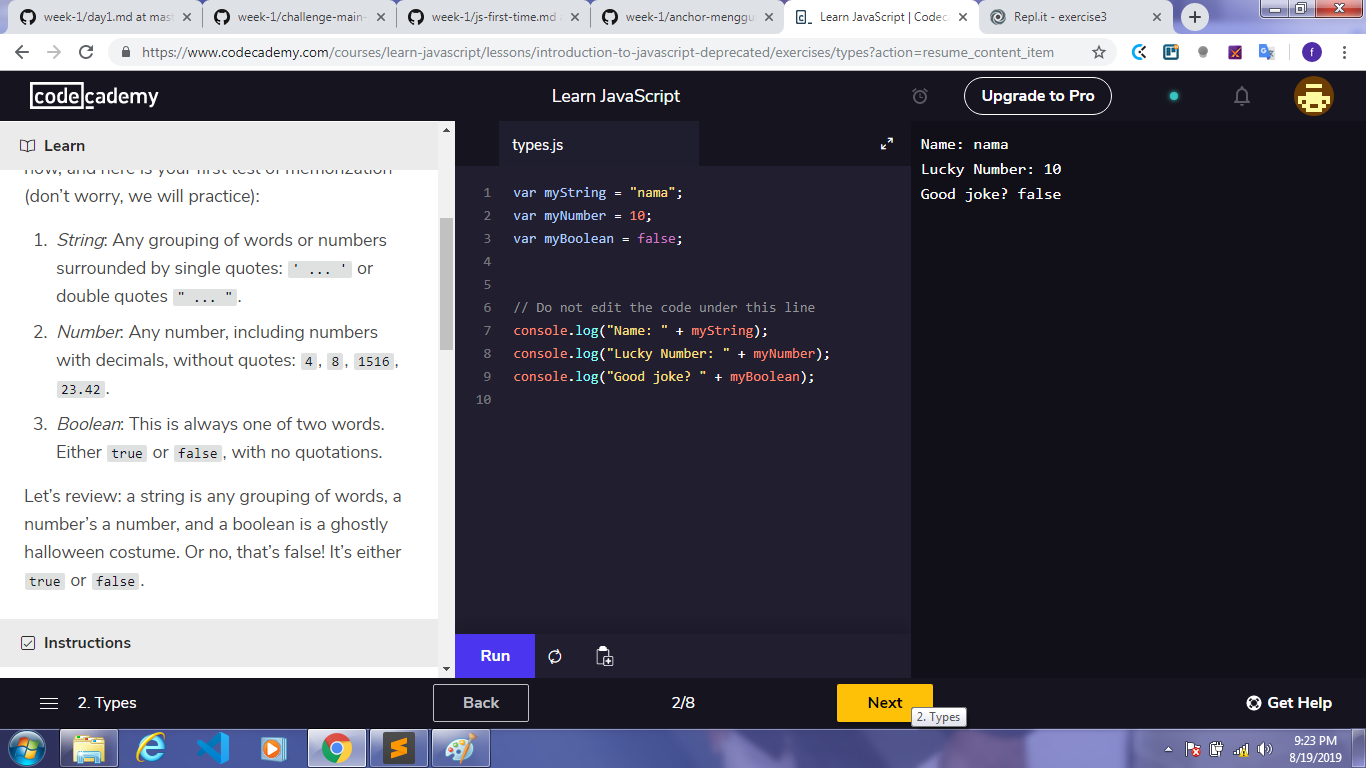 week-1/day1.md at mast
week-1/challenge-main-
week-1/js-first-time.md
week-1/anchor-menggu
Learn JavaScript | Codec
Repl.it - exercise3
https://www.codecademy.com/courses/learn-javascript/lessons/introduction-to-javascript-deprecated/exercises/types?action=resume_content_item
f
codecademy
Learn JavaScript
Upgrade to Pro
Learn
now, and here is your first test of memorization
(don't worry, we will practice):
1. String: Any grouping of words or numbers
surrounded by single quotes: ' ... ' or
double quotes " ... ".
2. Number: Any number, including numbers
with decimals, without quotes: 4, 8, 1516,
23.42.
3. Boolean: This is always one of two words.
Either true or false, with no quotations.
Let's review: a string is any grouping of words, a
number's a number, and a boolean is a ghostly
halloween costume. Or no, that's false! It's either
true or false.
Instructions
types.js
1 var myString = "nama";
2 var myNumber = 10;
3 var myBoolean = false;
4
5
6 // Do not edit the code under this line
7 console.log("Name: " + myString);
8 console.log("Lucky Number: " + myNumber);
9 console.log("Good joke? " + myBoolean);
10
Run
Name: nama
Lucky Number: 10
Good joke? false
2. Types
Back
2/8
Next
2. Types
Get Help
9:23 PM
8/19/2019